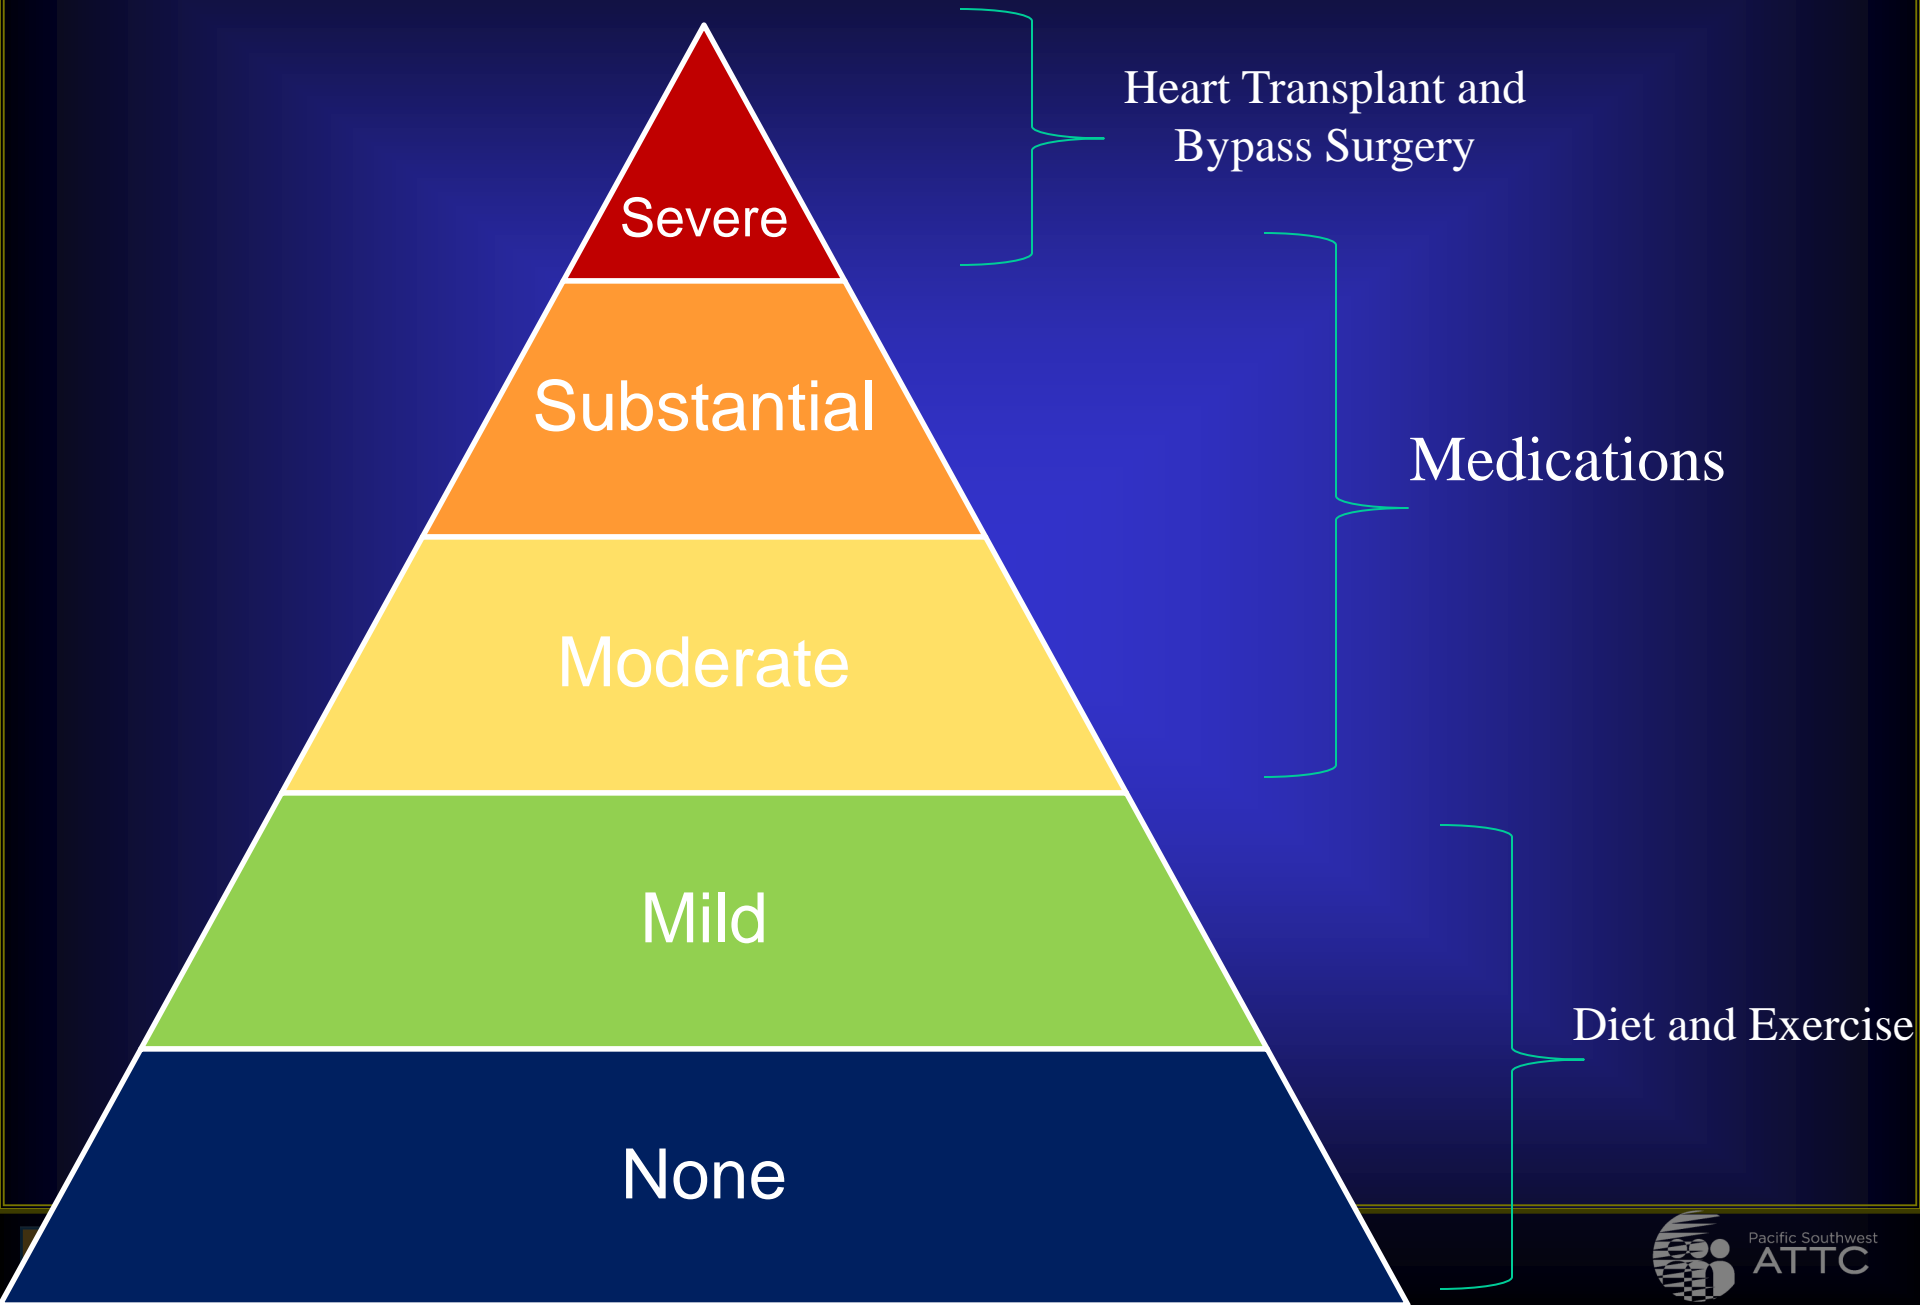 Heart Transplant and
Bypass Surgery
Severe
Substantial
Medications
Moderate
Mild
Diet and Exercise
None
Pacific Southwest
ATTC